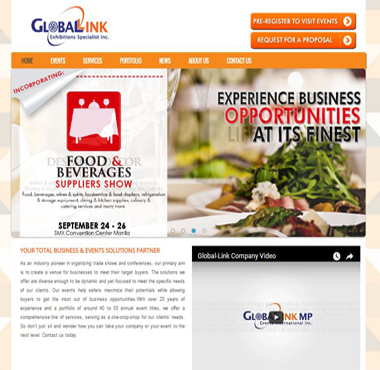 GLOBALLINK
Exhibitions Specialist Inc.
PRE-REGISTER TO VISIT EVENTS
REQUEST FOR A PROPOSAL
HOME EVENTS SERVICES PORTFOLIO NEWS ABOUT US CONTACT US
INCORPORATING:
FOOD &
BEVERAGES
SUPPLIERS SHOW
Food, beverages, wines & spirits, foodservice & food displays, refrigeration
& storage equipment, dining & kitchen supplies, culinary &
catering services and many more
SEPTEMBER 24 - 26
SMX Convention Center Manila
EXPERIENCE BUSINESS
OPPORTUNITIES
AT ITS FINEST
YOUR TOTAL BUSINESS & EVENTS SOLUTIONS PARTNER
As an industry pioneer in organizing trade shows and conferences, our primary aim
is to create a venue for businesses to meet their target buyers. The solutions we
offer are diverse enough to be dynamic and yet focused to meet the specific needs
of our clients. Our events help sellers maximize their potentials while allowing
buyers to get the most out of business opportunities.With over 20 years of
experience and a portfolio of around 40 to 50 annual event titles, we offer a
comprehensive line of services, serving as a one-stop-shop for our clients' needs.
So don't just sit and wonder how you can take your company or your event to the
next level. Contact us today.
Global-Link Company Video
GLOBALLINK MP
Events International Inc.